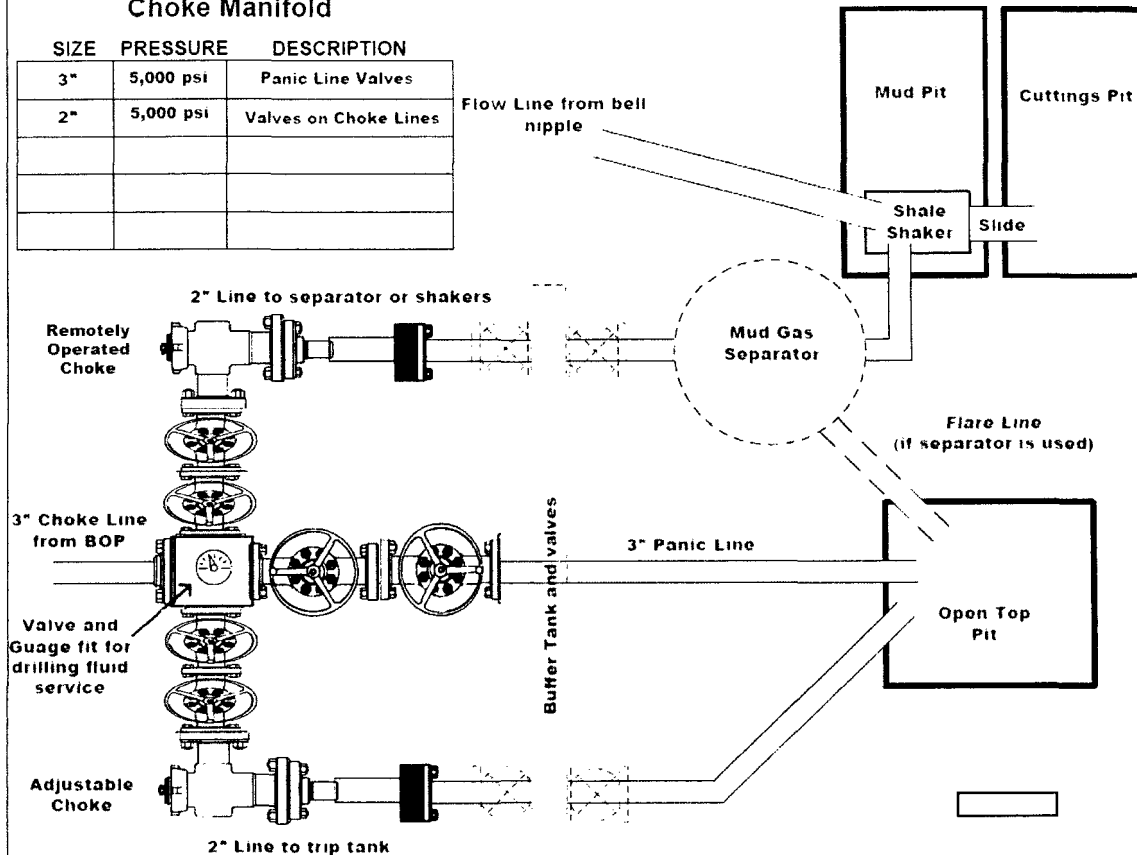 Choke Manifold
SIZE PRESSURE DESCRIPTION
3" 5,000 psi Panic Line Valves
2" 5,000 psi Valves on Choke Lines
Flow Line from bell
nipple
Mud Pit
Cuttings Pit
Shale
Shaker
Slide
2" Line to separator or shakers
Remotely
Operated
Choke
Mud Gas
Separator
Flare Line
(if separator is used)
3" Choke Line
from BOP
Buffer Tank and valves
3" Panic Line
Open Top
Pit
Valve and
Guage fit for
drilling fluid
service
Adjustable
Choke
2" Line to trip tank